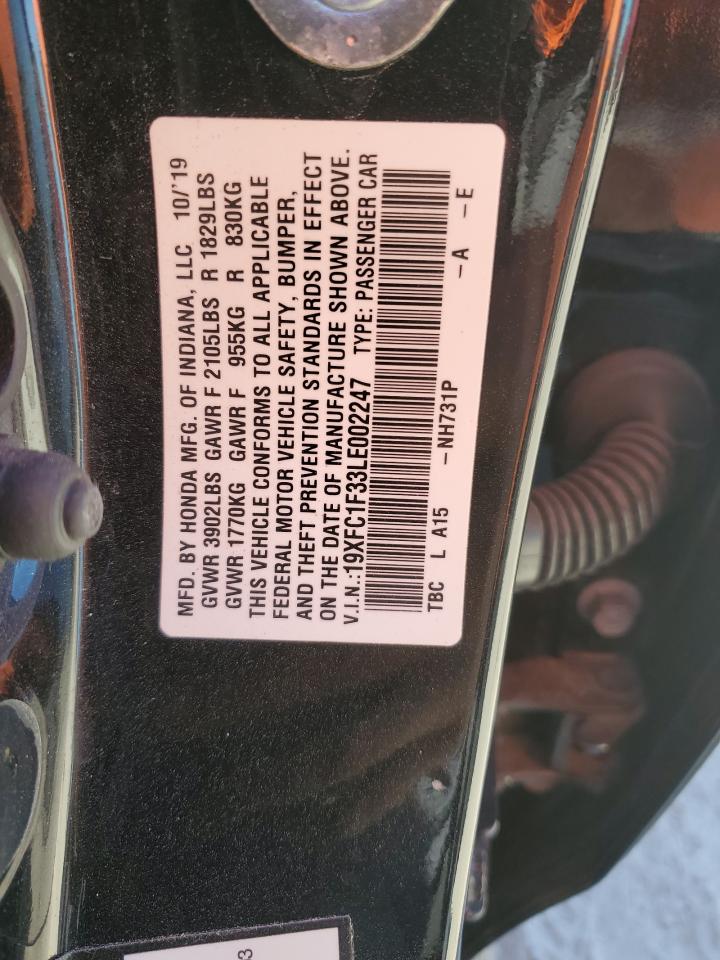 MFD. BY HONDA MFG. OF INDIANA, LLC 10/'19
GVWR 3902LBS GAWR F 2105LBS R 1829LBS
GVWR 1770KG GAWR F 955KG R 830KG
THIS VEHICLE CONFORMS TO ALL APPLICABLE
FEDERAL MOTOR VEHICLE SAFETY, BUMPER,
AND THEFT PREVENTION STANDARDS IN EFFECT
ON THE DATE OF MANUFACTURE SHOWN ABOVE.
V.I.N.:19XFC1F33LE002247 TYPE: PASSENGER CAR
TBC L A15 -NH731P -A -E